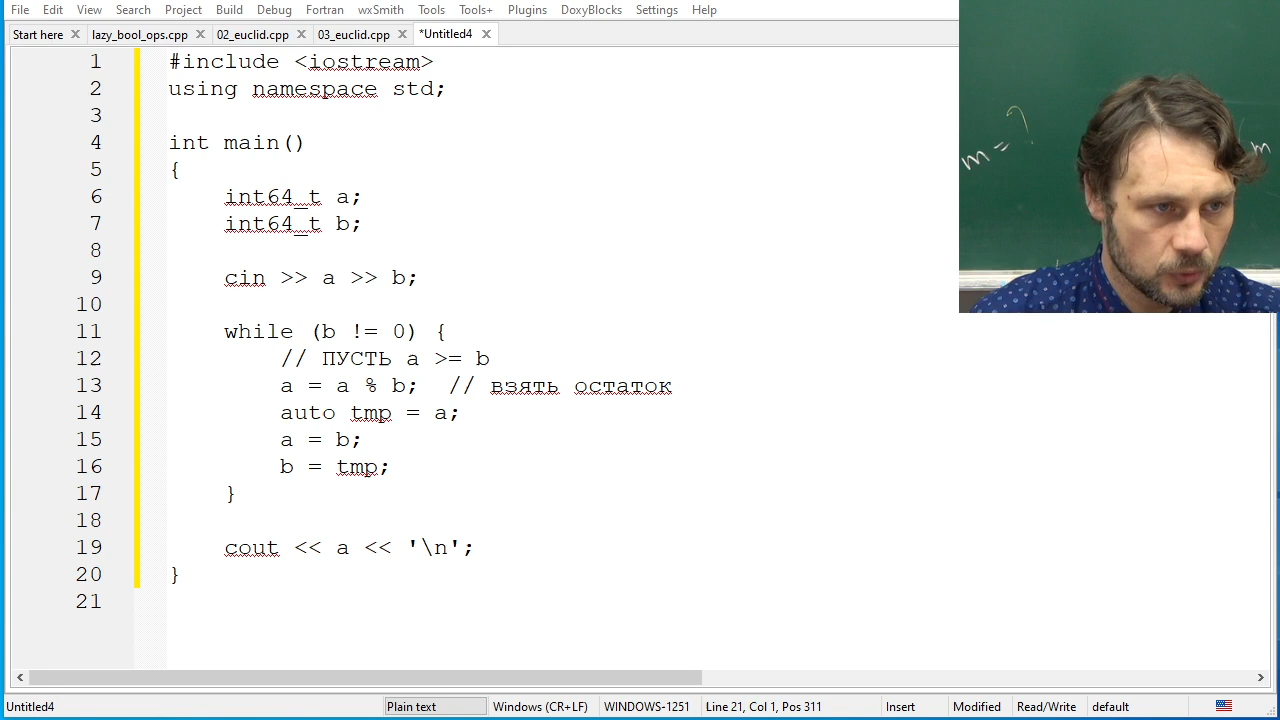 File Edit View Search Project Build Debug Fortran wxSmith Tools Tools+ Plugins DoxyBlocks Settings Help
Start here lazy_bool_ops.cpp 02_euclid.cpp 03_euclid.cpp *Untitled4
1 #include <iostream>
2 using namespace std;
3
4 int main()
5 {
6 int64_t a;
7 int64_t b;
8
9 cin >> a >> b;
10
11 while (b != 0) {
12 // ПУСТЬ a >= b
13 a = a % b; // взять остаток
14 auto tmp = a;
15 a = b;
16 b = tmp;
17 }
18
19 cout << a << '\n';
20 }
21
m = ?
m
Untitled4 Plain text Windows (CR+LF) WINDOWS-1251 Line 21, Col 1, Pos 311 Insert Modified Read/Write default